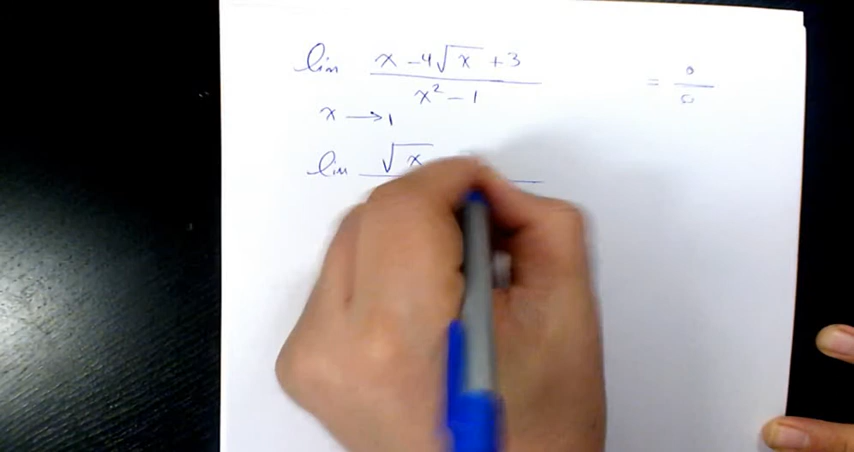 lim x - 4√x + 3 / x² - 1 = 0/0
x → 1
lim √x